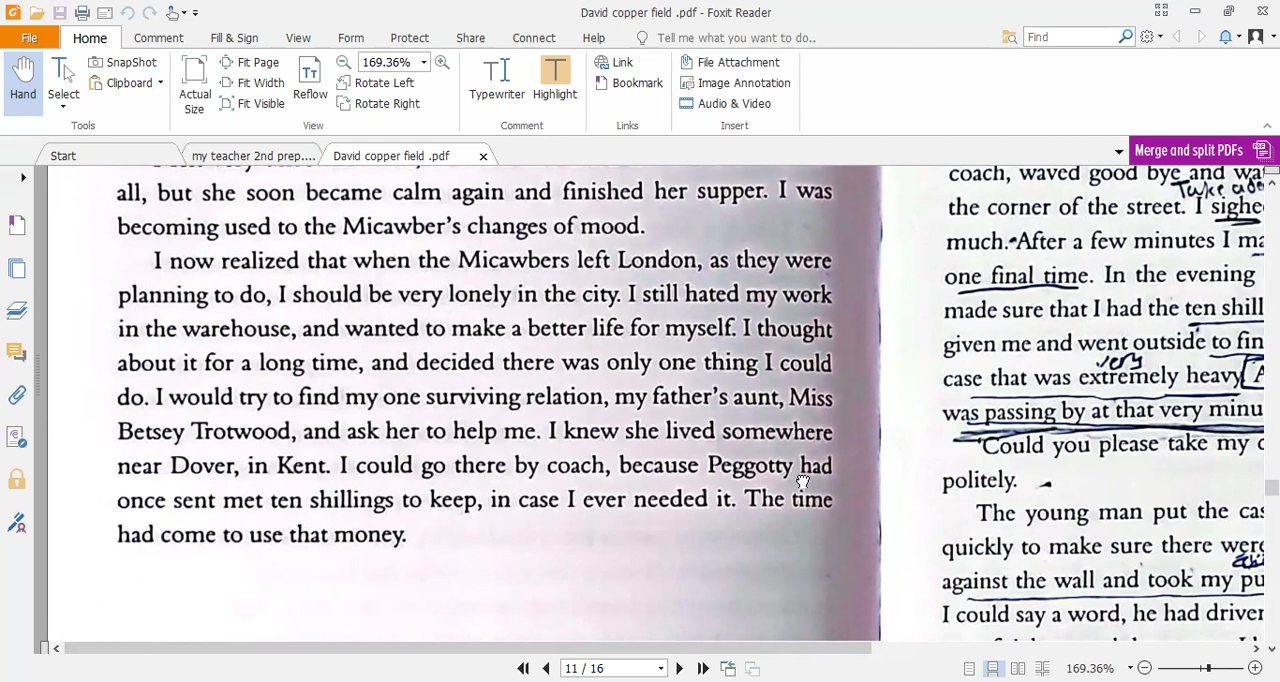 David copper field .pdf - Foxit Reader
File
Home
Comment
Fill & Sign
View
Form
Protect
Share
Connect
Help
Tell me what you want to do..
Find
Hand
Select
SnapShot
Clipboard
Actual
Size
Fit Page
Fit Width
Fit Visible
Reflow
169.36%
Rotate Left
Rotate Right
Typewriter
Highlight
Link
Bookmark
File Attachment
Image Annotation
Audio & Video
Tools
View
Comment
Links
Insert
Start
my teacher 2nd prep....
David copper field .pdf
Merge and split PDFs
all, but she soon became calm again and finished her supper. I was
becoming used to the Micawber's changes of mood.
I now realized that when the Micawbers left London, as they were
planning to do, I should be very lonely in the city. I still hated my work
in the warehouse, and wanted to make a better life for myself. I thought
about it for a long time, and decided there was only one thing I could
do. I would try to find my one surviving relation, my father's aunt, Miss
Betsey Trotwood, and ask her to help me. I knew she lived somewhere
near Dover, in Kent. I could go there by coach, because Peggotty had
once sent met ten shillings to keep, in case I ever needed it. The time
had come to use that money.
coach, waved good bye and wa
the corner of the street. I sighe
much. After a few minutes I ma
one final time. In the evening
made sure that I had the ten shill
given me and went outside to fin
very
case that was extremely heavy. A
was passing by at that very minu
'Could you please take my c
politely.
The young man put the cas
quickly to make sure there were
against the wall and took my pu
I could say a word, he had driver
11 / 16
169.36%